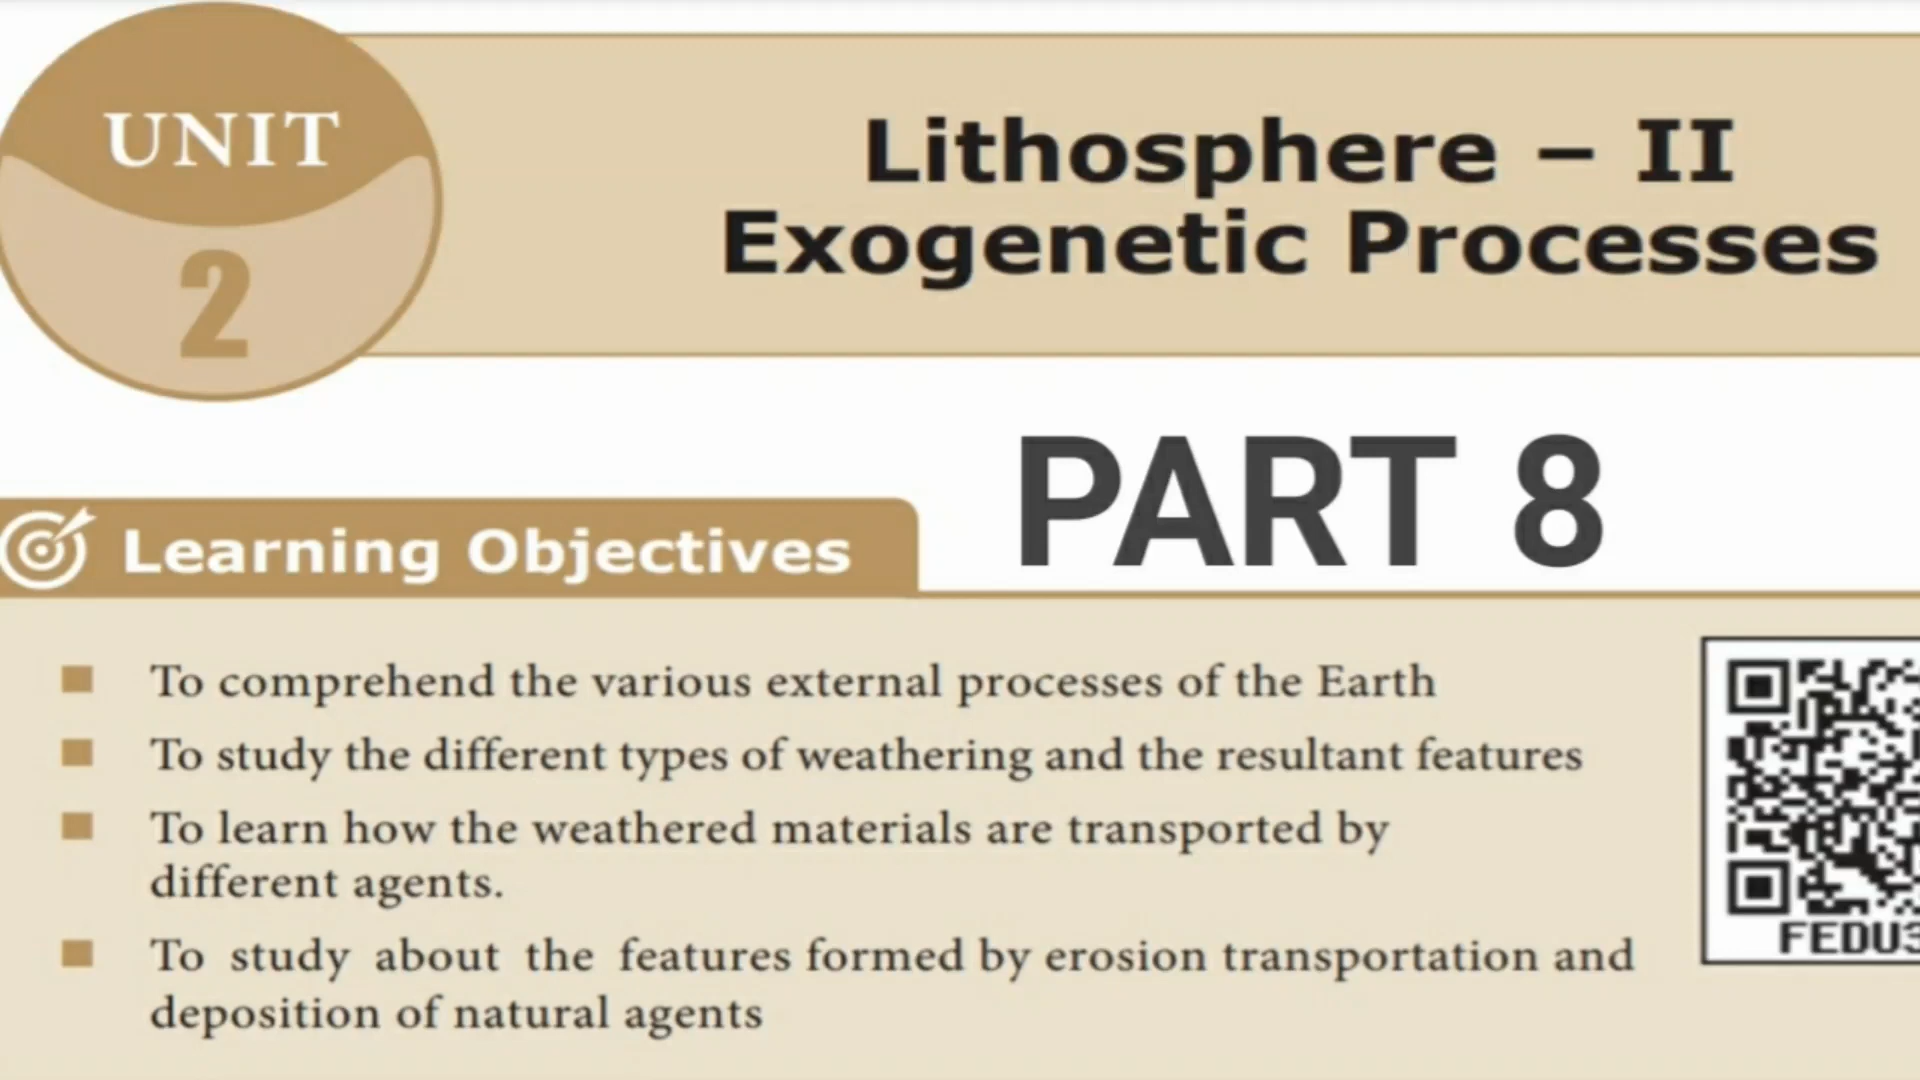 UNIT
2
Lithosphere – II
Exogenetic Processes
PART 8
Learning Objectives
To comprehend the various external processes of the Earth
To study the different types of weathering and the resultant features
To learn how the weathered materials are transported by
different agents.
To study about the features formed by erosion transportation and
deposition of natural agents